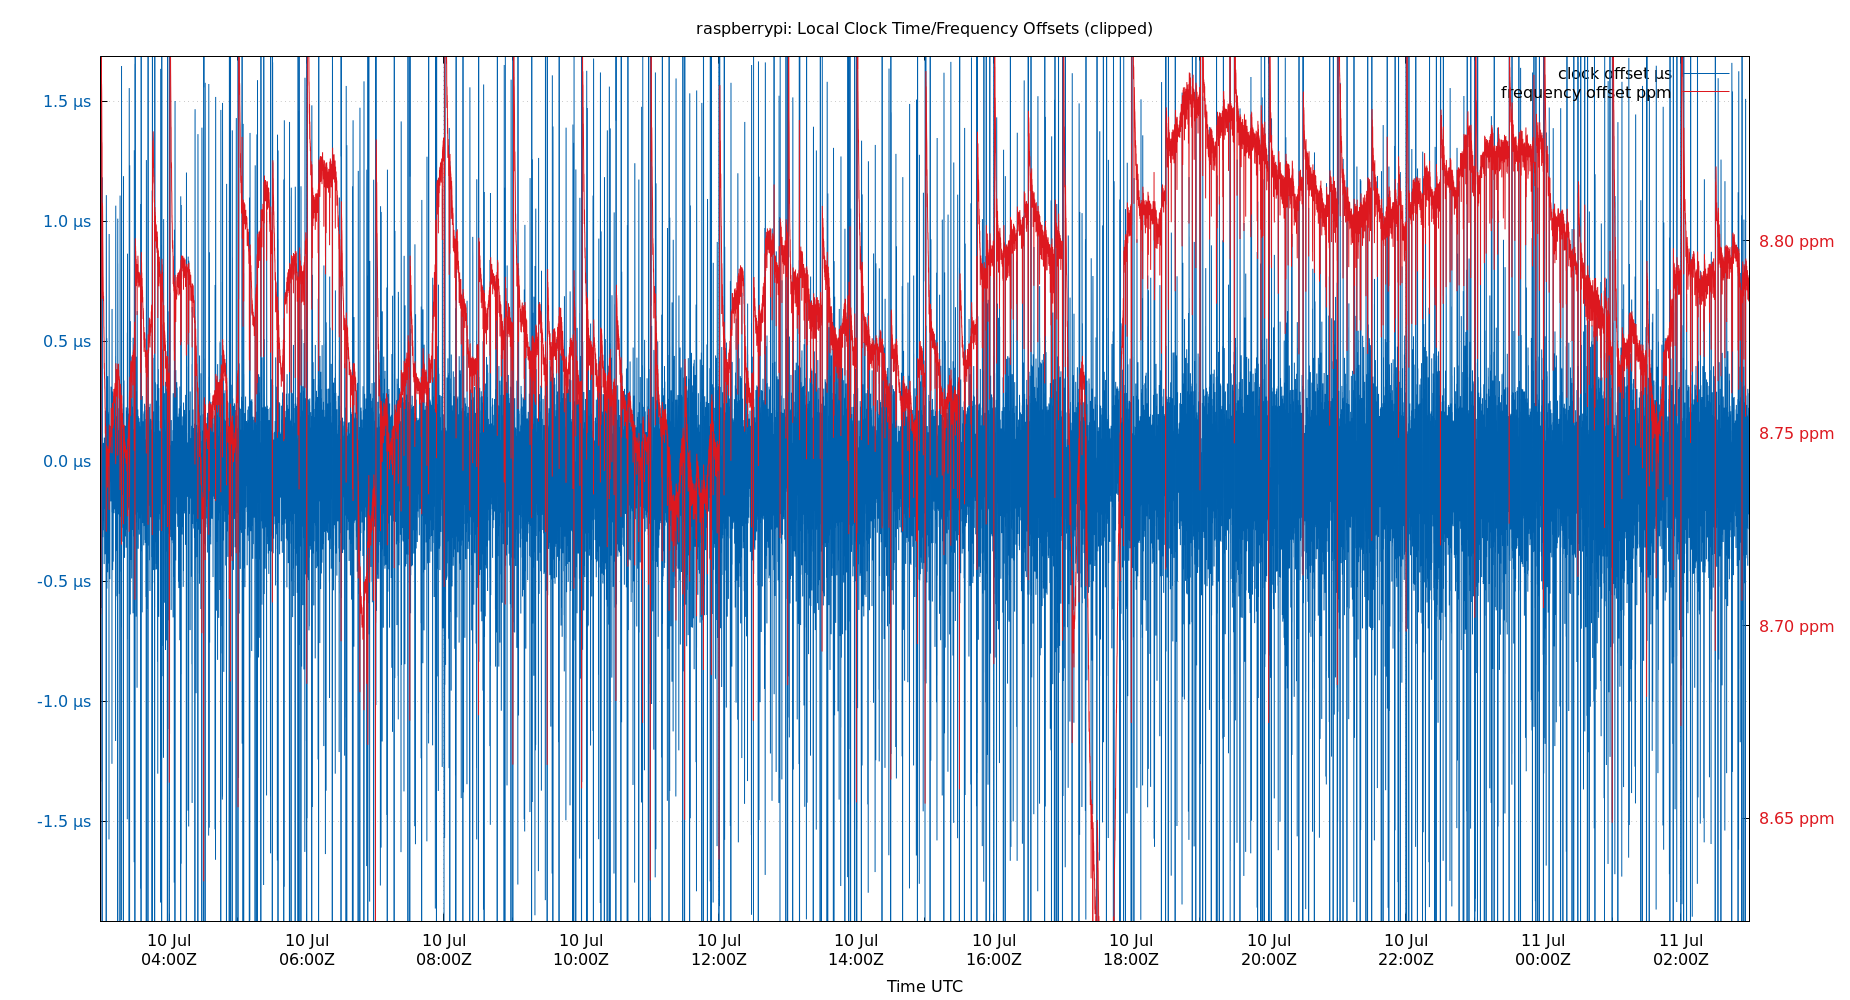 raspberrypi: Local Clock Time/Frequency Offsets (clipped)
clock offset µs
frequency offset ppm
1.5 µs
1.0 µs
0.5 µs
0.0 µs
-0.5 µs
-1.0 µs
-1.5 µs
8.80 ppm
8.75 ppm
8.70 ppm
8.65 ppm
10 Jul 10 Jul 10 Jul 10 Jul 10 Jul 10 Jul 10 Jul 10 Jul 10 Jul 10 Jul 11 Jul 11 Jul
04:00Z 06:00Z 08:00Z 10:00Z 12:00Z 14:00Z 16:00Z 18:00Z 20:00Z 22:00Z 00:00Z 02:00Z
Time UTC